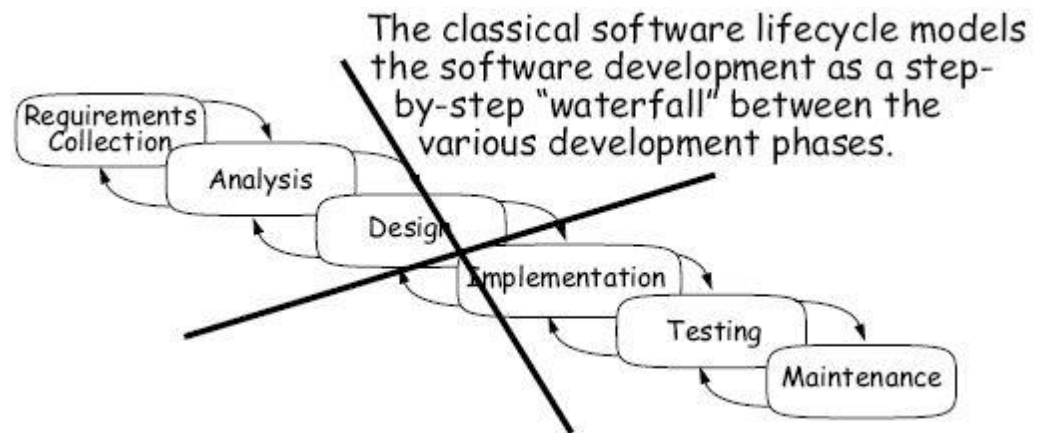 The classical software lifecycle models
the software development as a step-
by-step “waterfall” between the
various development phases.
Requirements
Collection
Analysis
Design
Implementation
Testing
Maintenance